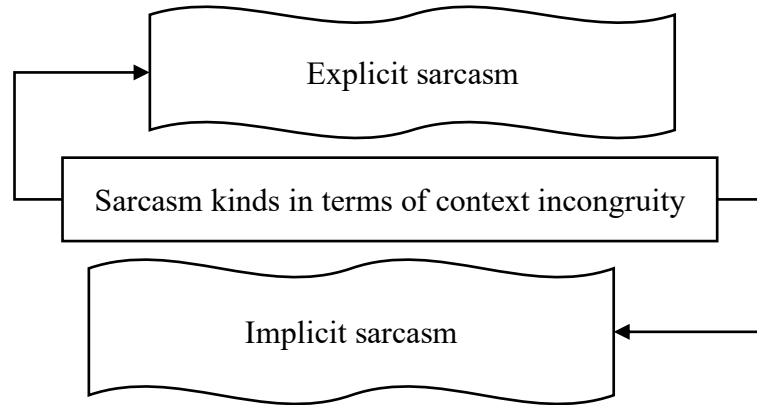 Explicit sarcasm
Sarcasm kinds in terms of context incongruity
Implicit sarcasm